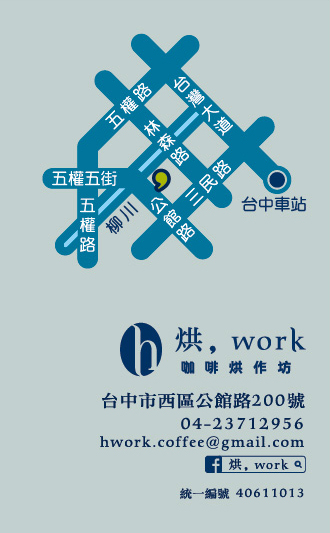 五權路
台灣大道
林森路
五權五街
三民路
五權路
柳川
公館路
台中車站
h 烘, work
咖啡烘作坊
台中市西區公館路200號
04-23712956
hwork.coffee@gmail.com
f 烘, work
統一編號 40611013